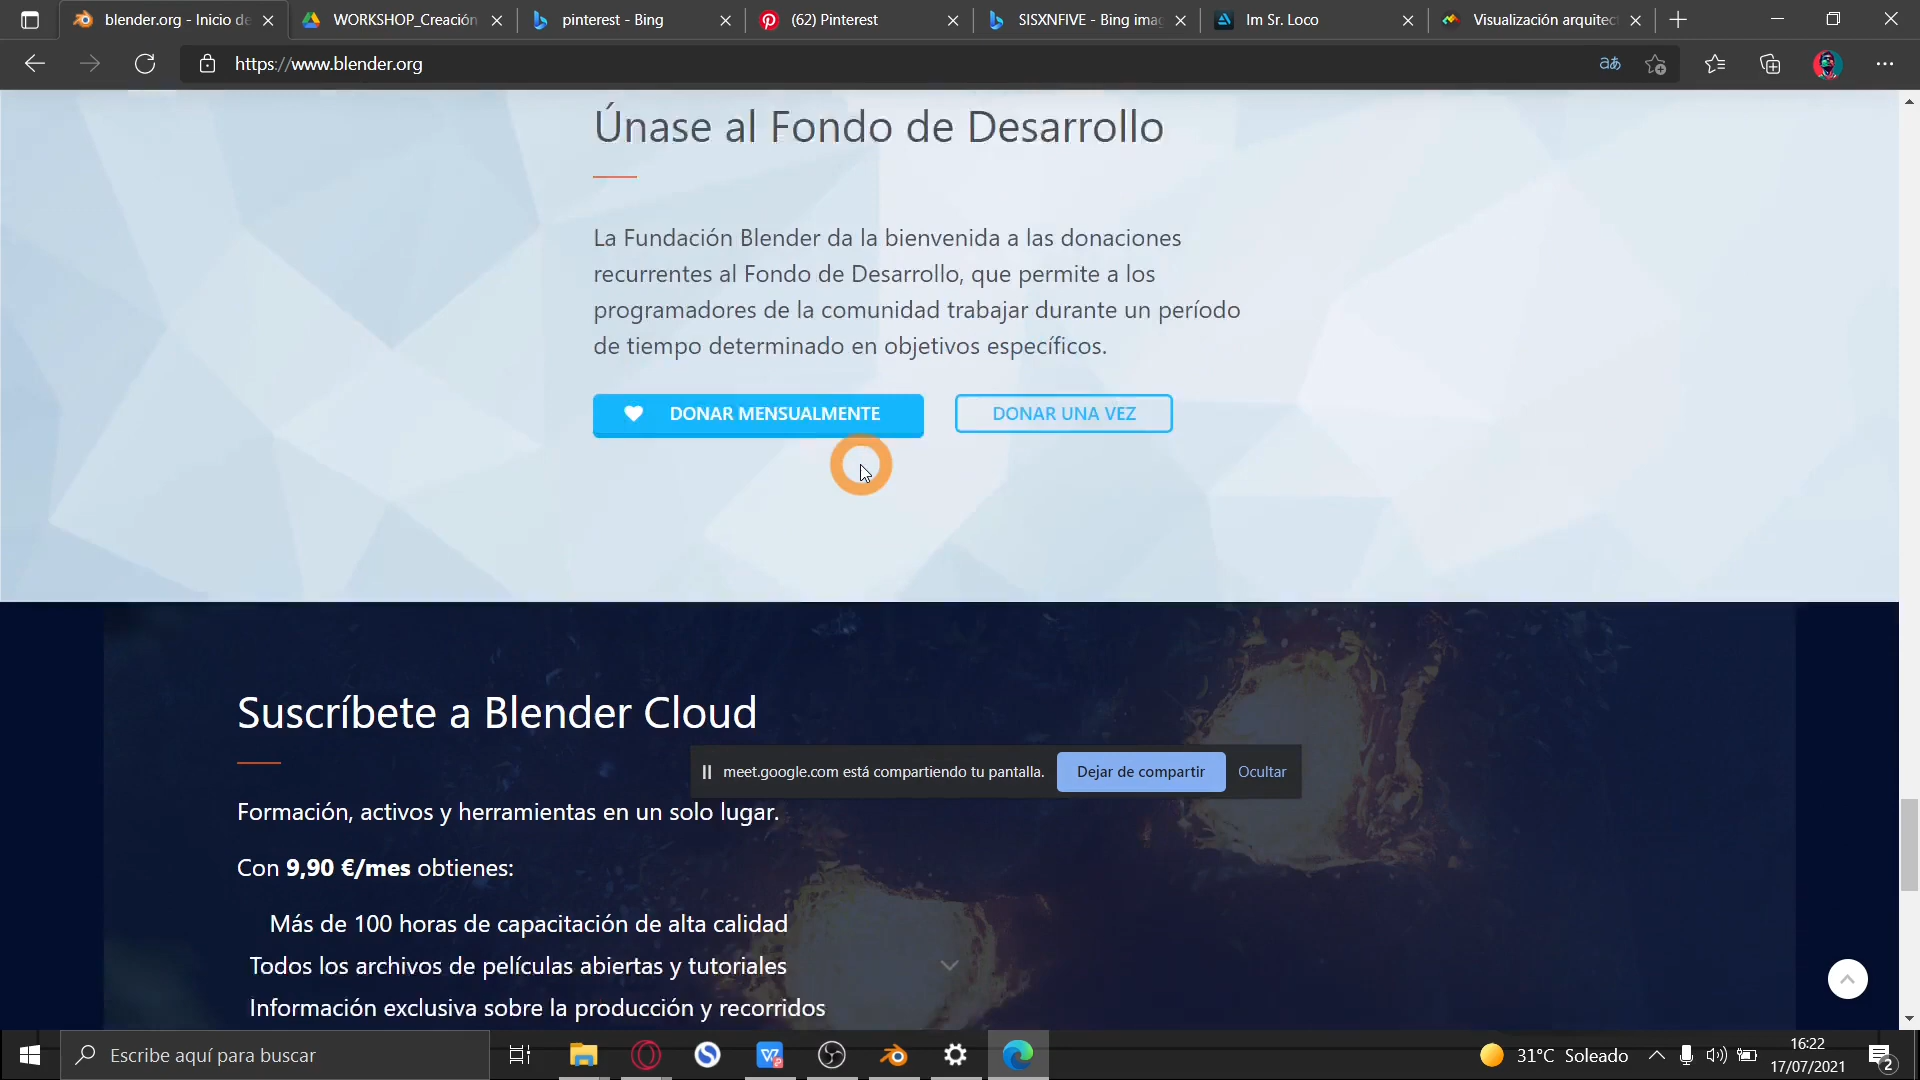 blender.org - Inicio de
WORKSHOP_Creación
pinterest - Bing
(62) Pinterest
SISXNFIVE - Bing imag
Im Sr. Loco
Visualización arquitect
https://www.blender.org
aあ
Únase al Fondo de Desarrollo
La Fundación Blender da la bienvenida a las donaciones
recurrentes al Fondo de Desarrollo, que permite a los
programadores de la comunidad trabajar durante un período
de tiempo determinado en objetivos específicos.
DONAR MENSUALMENTE
DONAR UNA VEZ
Suscríbete a Blender Cloud
meet.google.com está compartiendo tu pantalla.
Dejar de compartir
Ocultar
Formación, activos y herramientas en un solo lugar.
Con 9,90 €/mes obtienes:
Más de 100 horas de capacitación de alta calidad
Todos los archivos de películas abiertas y tutoriales
Información exclusiva sobre la producción y recorridos
Escribe aquí para buscar
31°C Soleado
16:22
17/07/2021
2